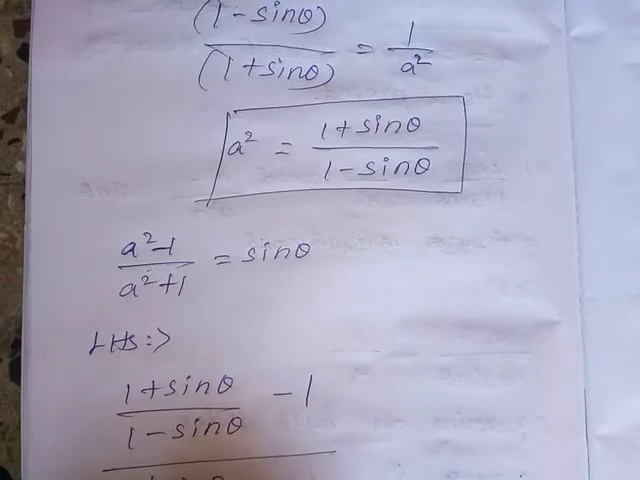 (1-sinθ) / (1+sinθ) = 1 / a²
a² = 1+sinθ / 1-sinθ
a²-1 / a²+1 = sinθ
LHS:>
1+sinθ / 1-sinθ - 1